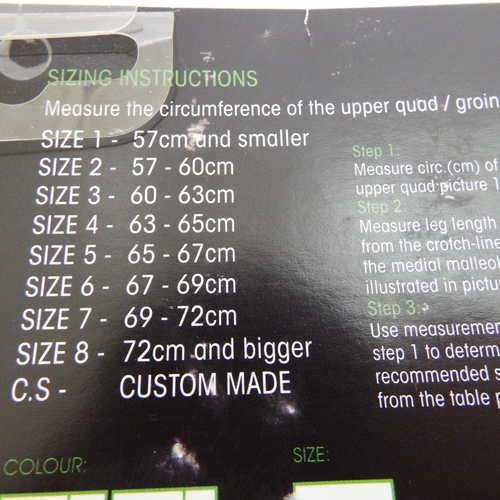 SIZING INSTRUCTIONS
Measure the circumference of the upper quad / groin
SIZE 1 - 57cm and smaller
SIZE 2 - 57 - 60cm
SIZE 3 - 60 - 63cm
SIZE 4 - 63 - 65cm
SIZE 5 - 65 - 67cm
SIZE 6 - 67 - 69cm
SIZE 7 - 69 - 72cm
SIZE 8 - 72cm and bigger
C.S - CUSTOM MADE
Step 1:
Measure circ.(cm) of
upper quad picture 1
Step 2:
Measure leg length
from the crotch-line
the medial
illustrated in
Step 3:
Use
step 1 to
recommended
from the table
COLOUR:
SIZE: